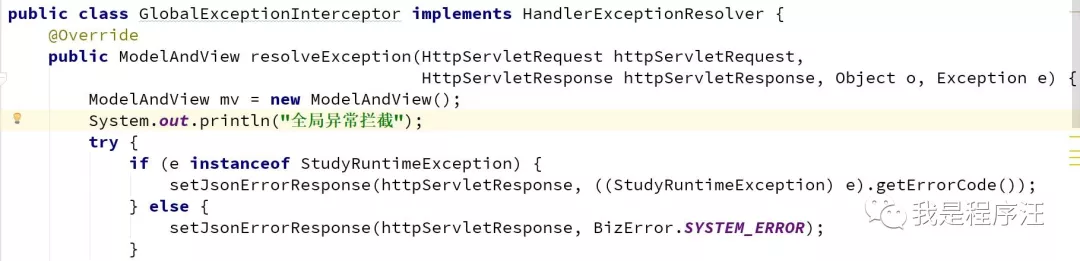 public class GlobalExceptionInterceptor implements HandlerExceptionResolver {
@Override
public ModelAndView resolveException(HttpServletRequest httpServletRequest,
HttpServletResponse httpServletResponse, Object o, Exception e) {
ModelAndView mv = new ModelAndView();
System.out.println("全局异常拦截");
try {
if (e instanceof StudyRuntimeException) {
setJsonErrorResponse(httpServletResponse, ((StudyRuntimeException) e).getErrorCode());
} else {
setJsonErrorResponse(httpServletResponse, BizError.SYSTEM_ERROR);
}
我是程序汪